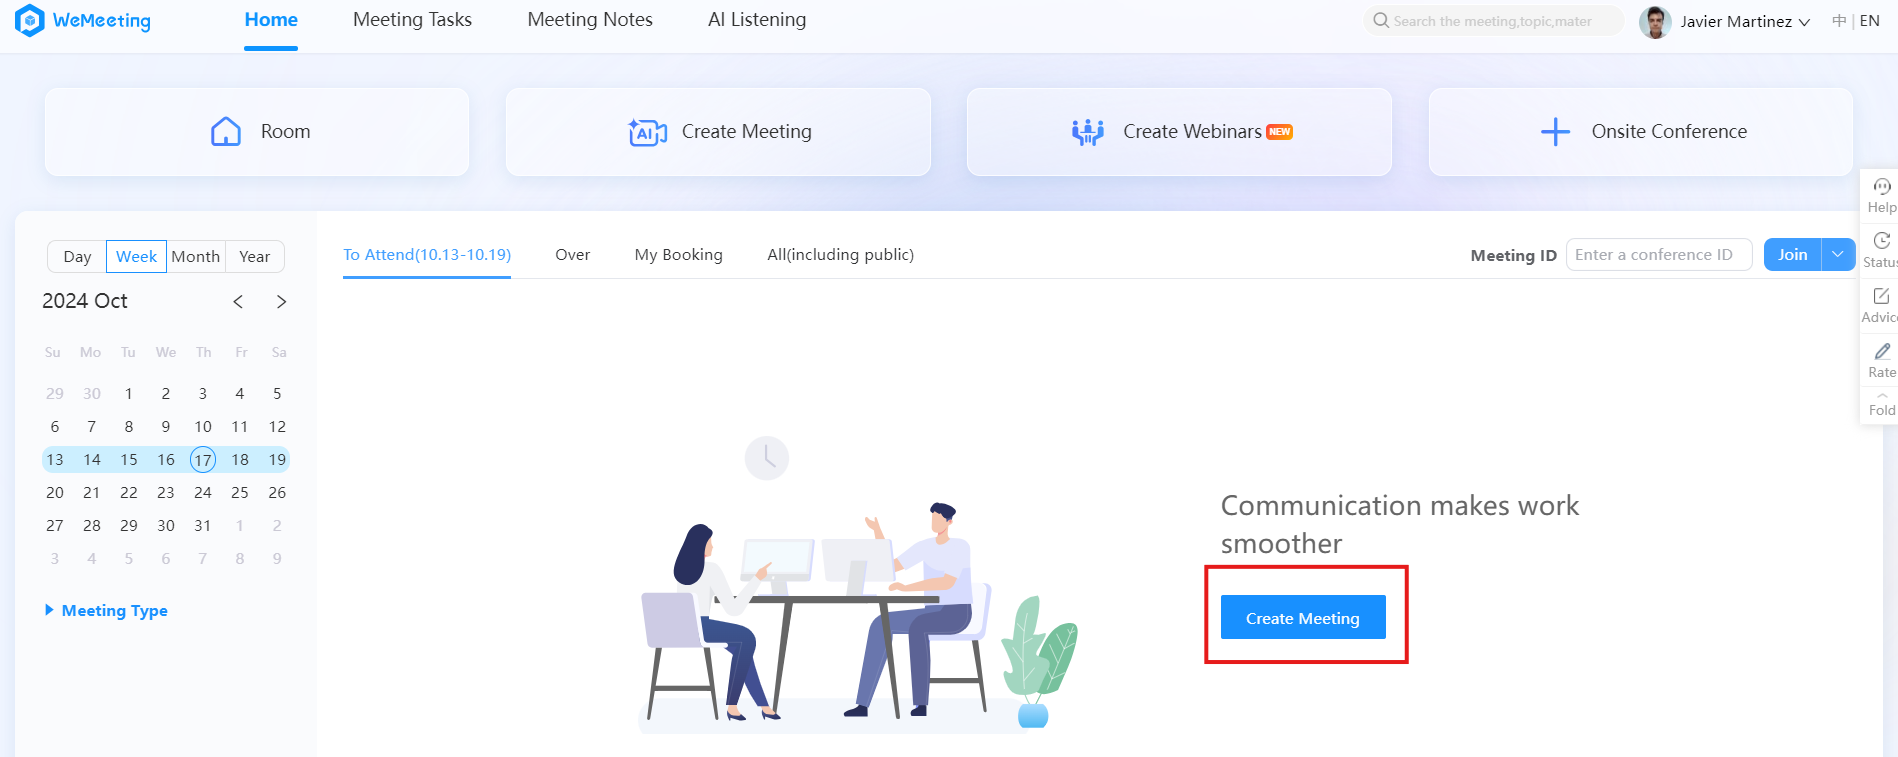 WeMeeting
Home
Meeting Tasks
Meeting Notes
AI Listening
Search the meeting,topic,mater
Javier Martinez
中 | EN
Room
AI
Create Meeting
Create Webinars NEW
Onsite Conference
Help
Status
Advice
Rate
Fold
Day
Week
Month
Year
2024 Oct
Su Mo Tu We Th Fr Sa
29 30 1 2 3 4 5
6 7 8 9 10 11 12
13 14 15 16 17 18 19
20 21 22 23 24 25 26
27 28 29 30 31 1 2
3 4 5 6 7 8 9
Meeting Type
To Attend(10.13-10.19)
Over
My Booking
All(including public)
Meeting ID
Enter a conference ID
Join
Communication makes work
smoother
Create Meeting